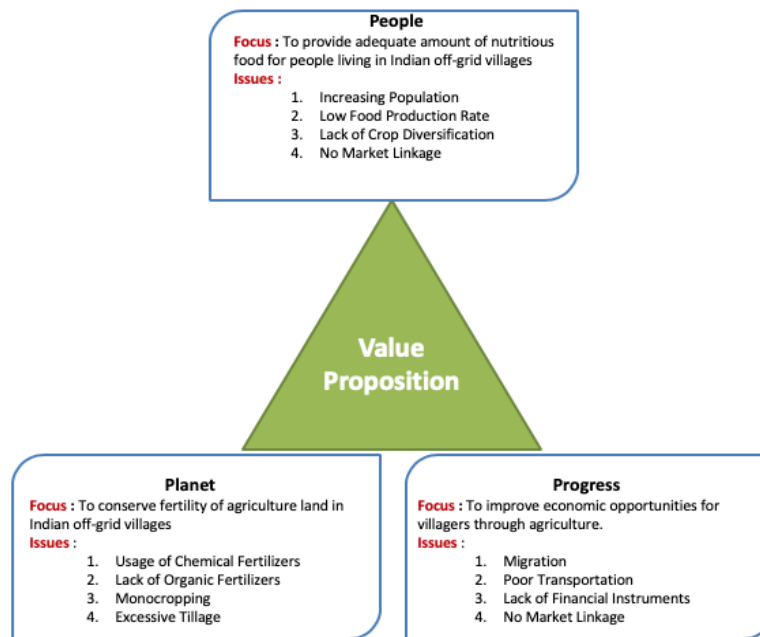 People
Focus : To provide adequate amount of nutritious
food for people living in Indian off-grid villages
Issues :
1. Increasing Population
2. Low Food Production Rate
3. Lack of Crop Diversification
4. No Market Linkage
Value
Proposition
Planet
Focus : To conserve fertility of agriculture land in
Indian off-grid villages
Issues :
1. Usage of Chemical Fertilizers
2. Lack of Organic Fertilizers
3. Monocropping
4. Excessive Tillage
Progress
Focus : To improve economic opportunities for
villagers through agriculture.
Issues :
1. Migration
2. Poor Transportation
3. Lack of Financial Instruments
4. No Market Linkage